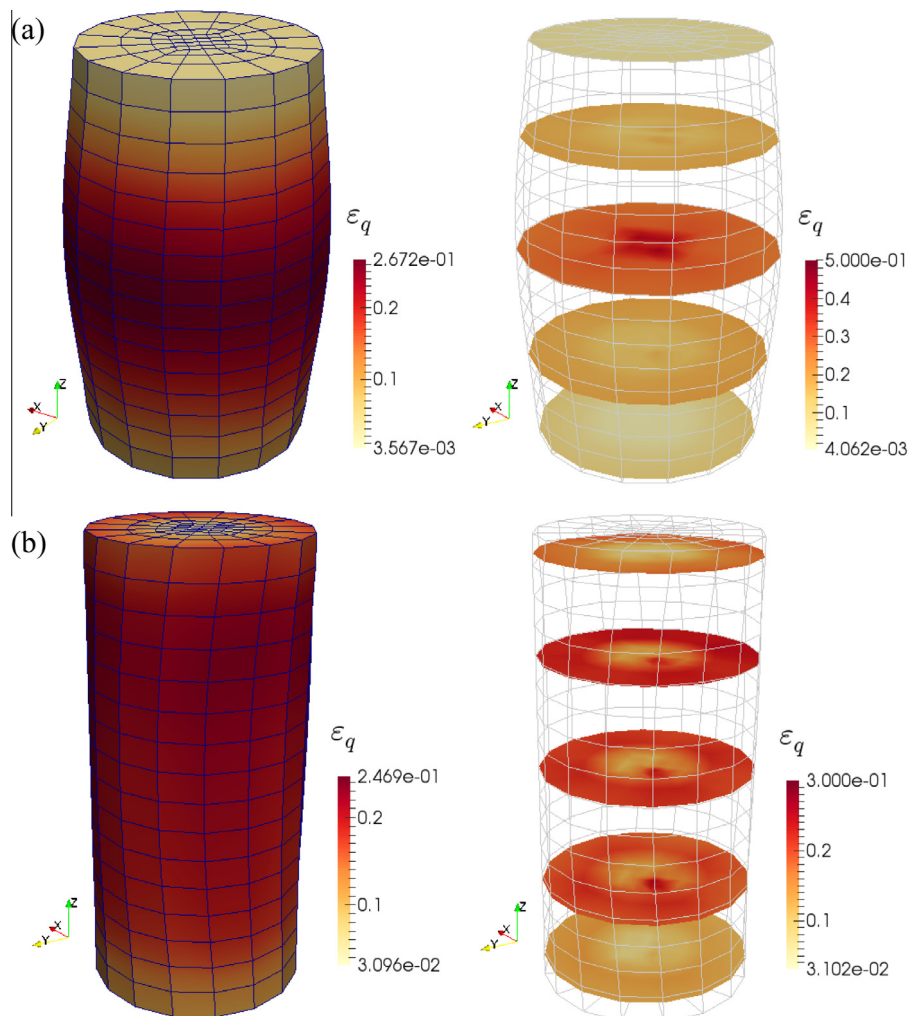 (a)
ε_q
2.672e-01
0.2
0.1
3.567e-03
X
Y
Z
ε_q
5.000e-01
0.4
0.3
0.2
0.1
4.062e-03
X
Y
Z
(b)
ε_q
2.469e-01
0.2
0.1
3.096e-02
X
Y
Z
ε_q
3.000e-01
0.2
0.1
3.102e-02
X
Y
Z